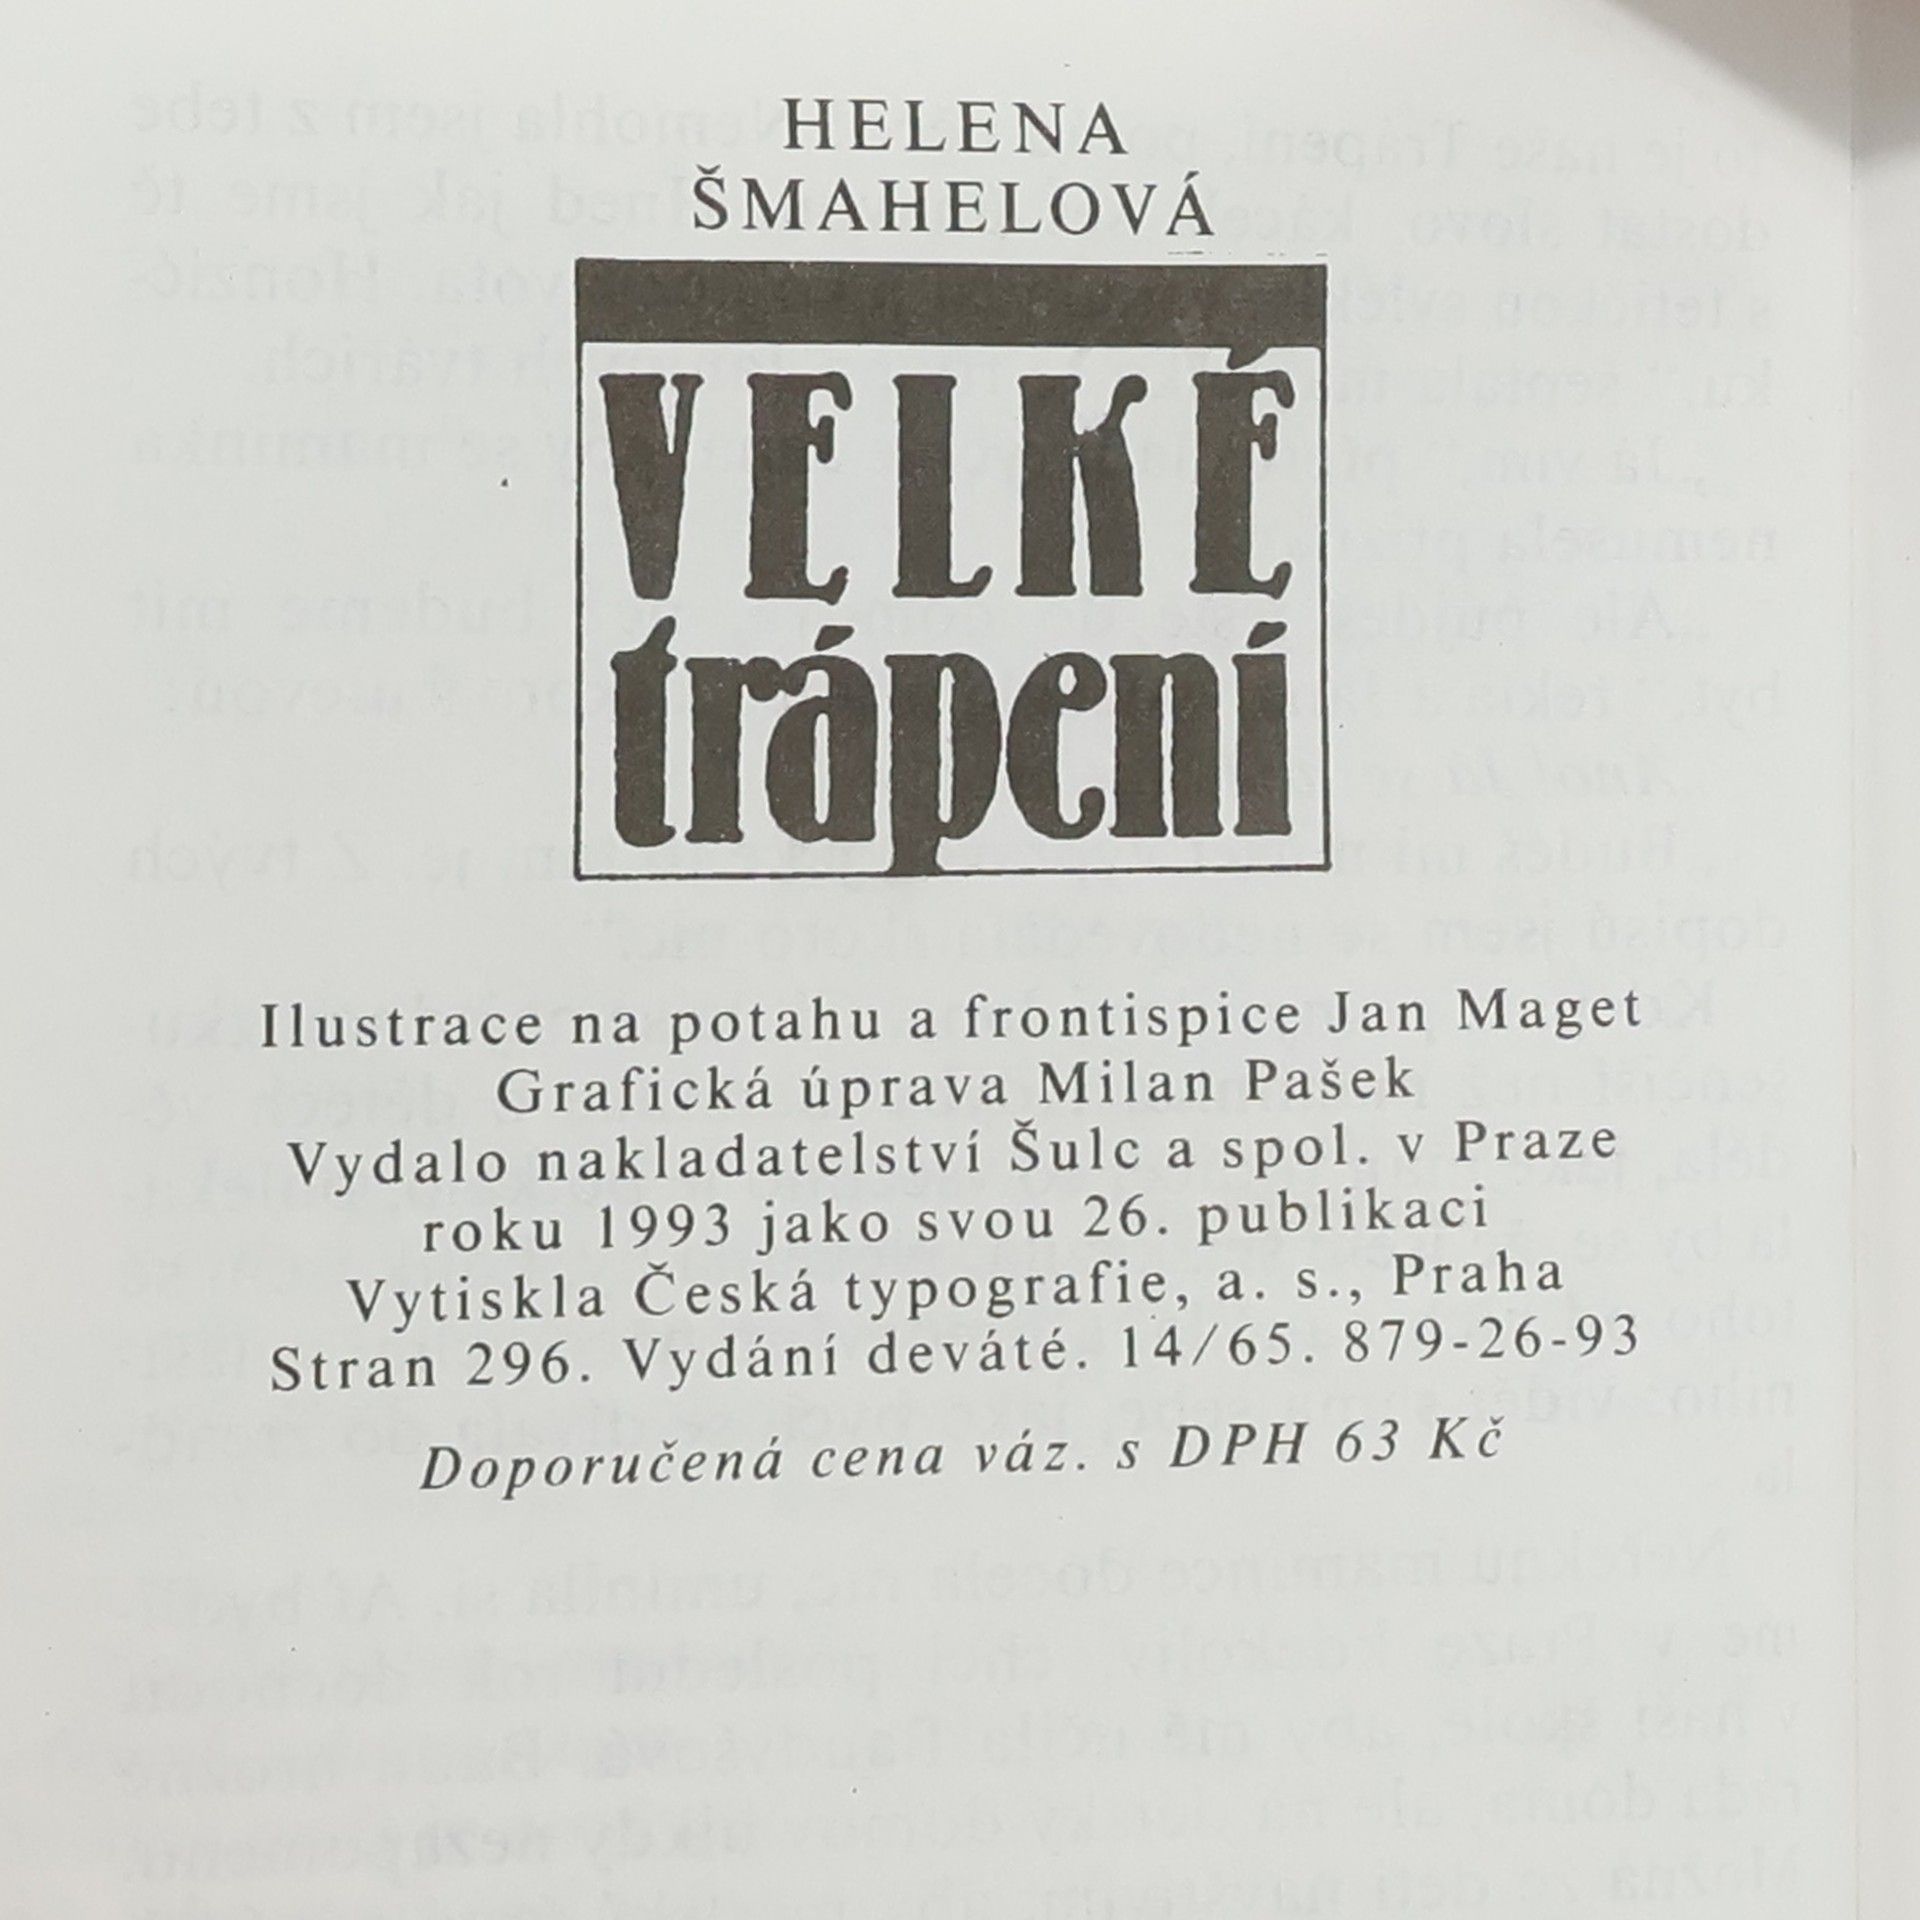 HELENA
ŠMAHELOVÁ
VELKÉ
trápení
Ilustrace na potahu a frontispice Jan Maget
Grafická úprava Milan Pašek
Vydalo nakladatelství Šulc a spol. v Praze
roku 1993 jako svou 26. publikaci
Vytiskla Česká typografie, a. s., Praha
Stran 296. Vydání deváté. 14/65. 879-26-93
Doporučená cena váz. s DPH 63 Kč